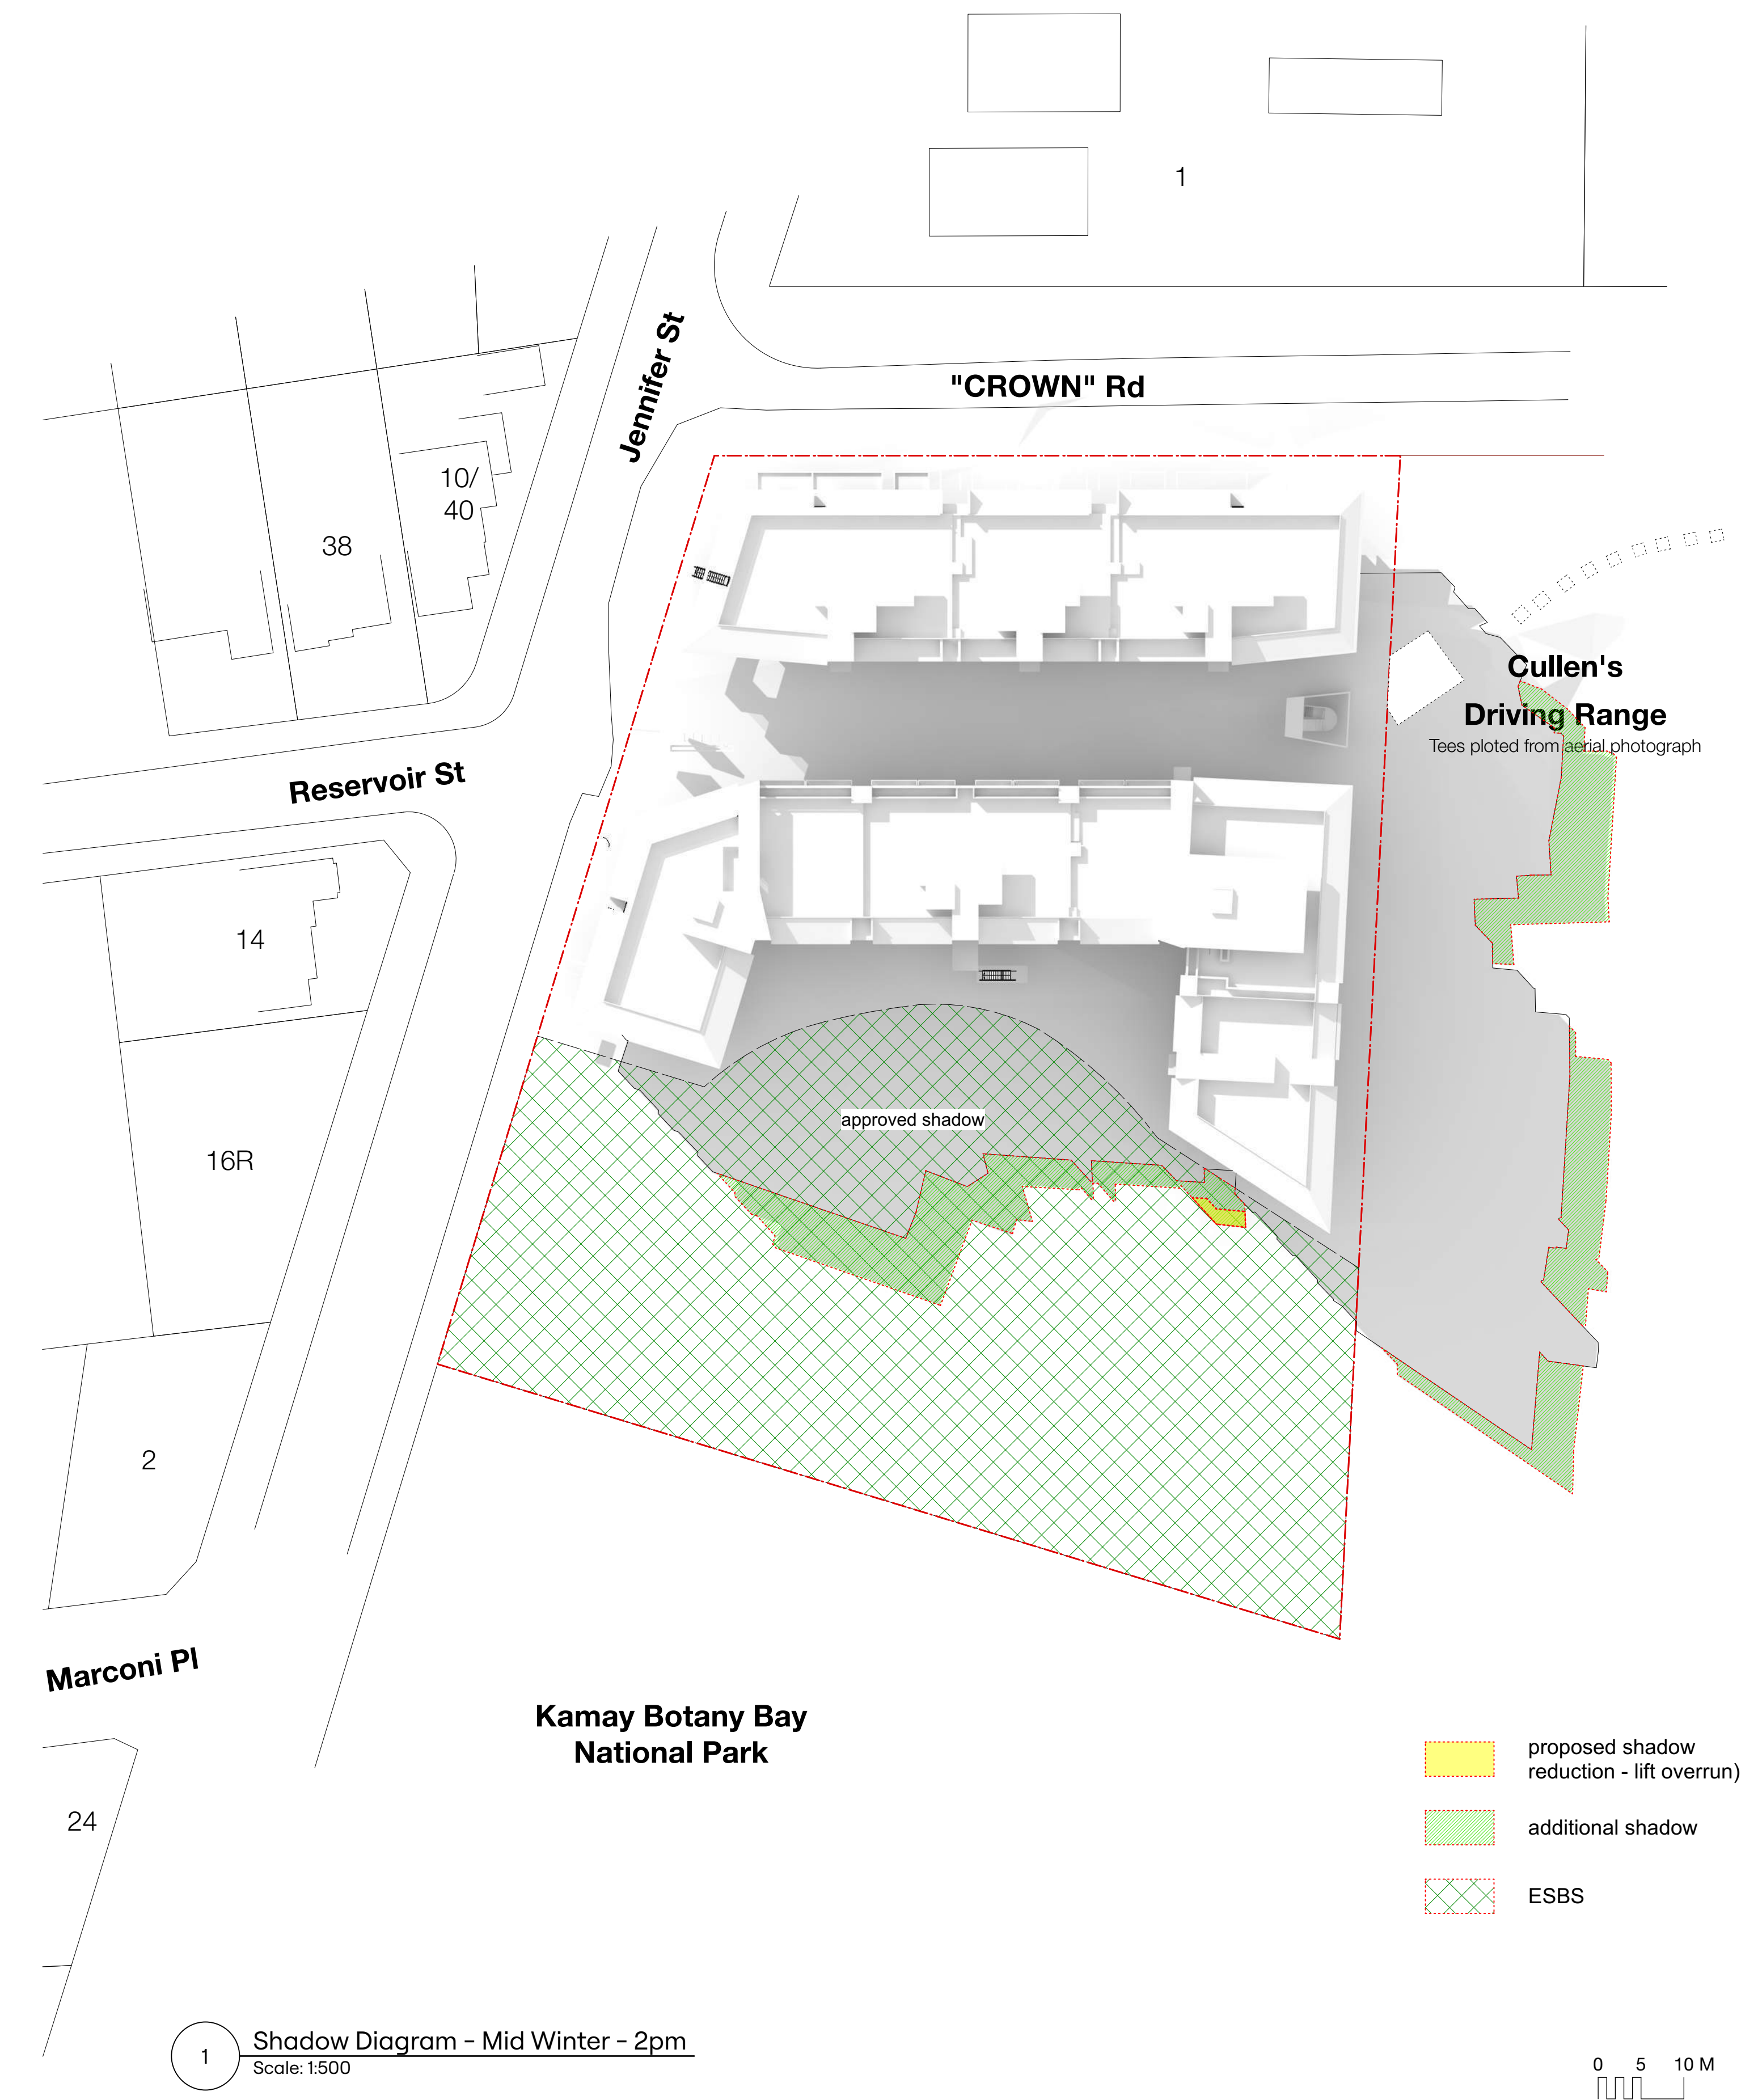 1
Jennifer St
"CROWN" Rd
10/
40
38
Cullen's
Driving Range
Tees ploted from aerial photograph
Reservoir St
14
approved shadow
16R
2
Marconi Pl
Kamay Botany Bay
National Park
24
proposed shadow
reduction - lift overrun)
additional shadow
ESBS
1
Shadow Diagram - Mid Winter - 2pm
Scale: 1:500
0 5 10 M